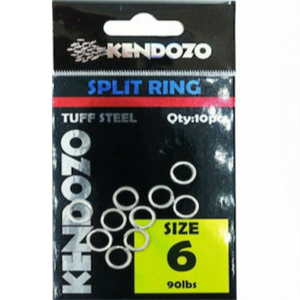 KENDOZO
SPLIT RING
TUFF STEEL Qty:10pcs
KENDOZO
SIZE
6
90lbs